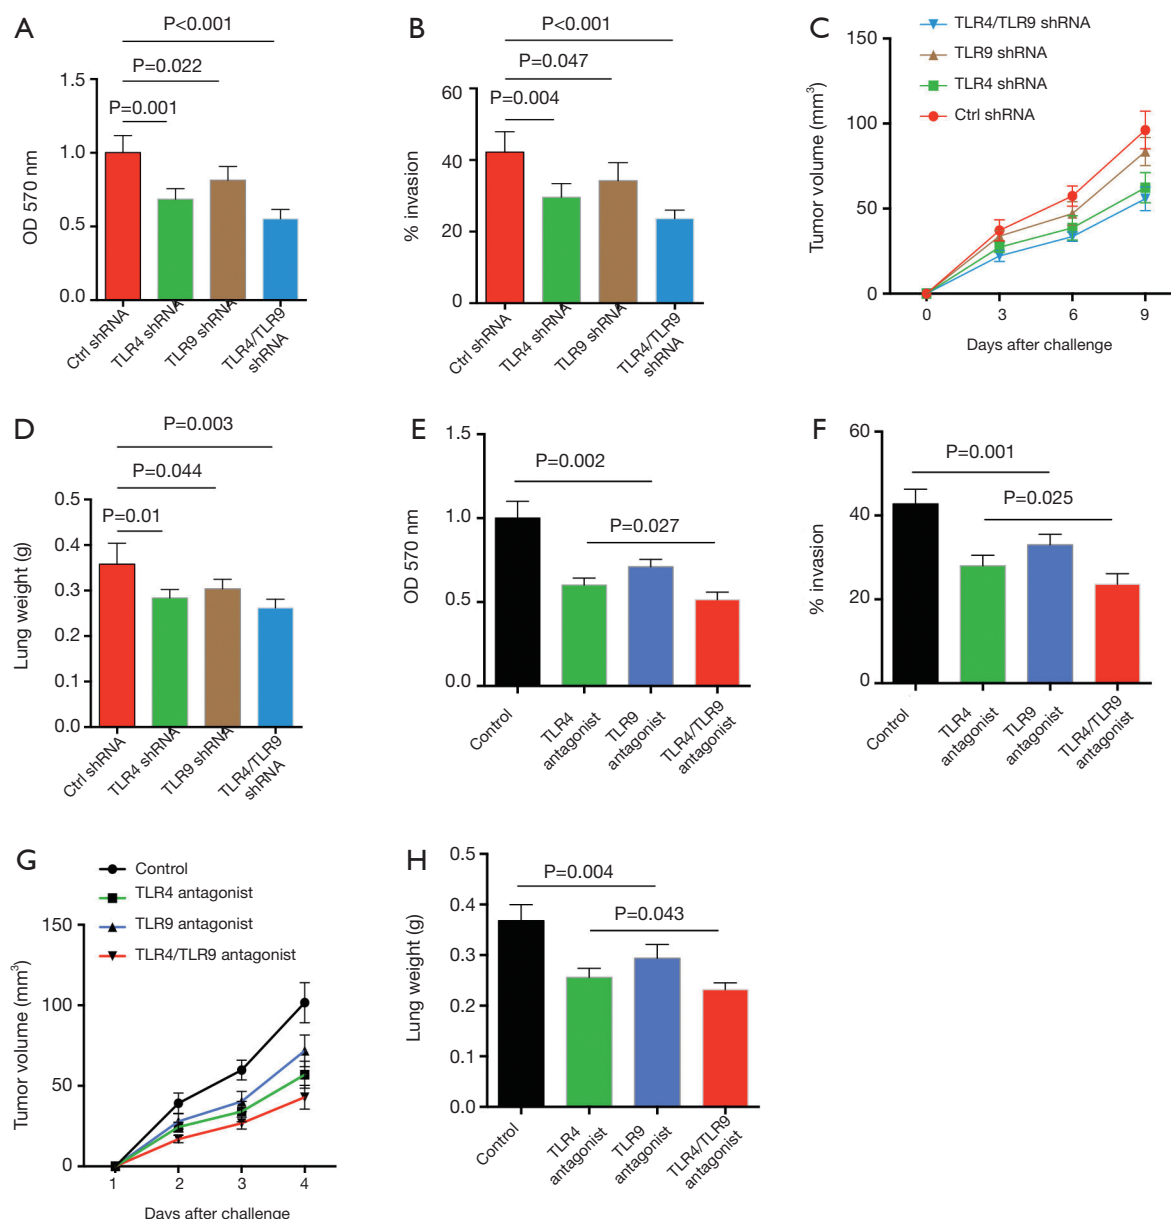 A
P<0.001
P=0.022
P=0.001
1.5
1.0
0.5
0.0
OD 570 nm
Ctrl shRNA
TLR4 shRNA
TLR9 shRNA
TLR4/TLR9
shRNA
B
P<0.001
P=0.047
P=0.004
60
40
20
0
% invasion
Ctrl shRNA
TLR4 shRNA
TLR9 shRNA
TLR4/TLR9
shRNA
C
TLR4/TLR9 shRNA
TLR9 shRNA
TLR4 shRNA
Ctrl shRNA
150
100
50
0
Tumor volume (mm³)
0 3 6 9
Days after challenge
D
P=0.003
P=0.044
P=0.01
0.5
0.4
0.3
0.2
0.1
0.0
Lung weight (g)
Ctrl shRNA
TLR4 shRNA
TLR9 shRNA
TLR4/TLR9
shRNA
E
P=0.002
P=0.027
1.5
1.0
0.5
0.0
OD 570 nm
Control
TLR4
antagonist
TLR9
antagonist
TLR4/TLR9
antagonist
F
P=0.001
P=0.025
60
40
20
0
% invasion
Control
TLR4
antagonist
TLR9
antagonist
TLR4/TLR9
antagonist
G
Control
TLR4 antagonist
TLR9 antagonist
TLR4/TLR9 antagonist
150
100
50
0
Tumor volume (mm³)
1 2 3 4
Days after challenge
H
P=0.004
P=0.043
0.5
0.4
0.3
0.2
0.1
0.0
Lung weight (g)
Control
TLR4
antagonist
TLR9
antagonist
TLR4/TLR9
antagonist